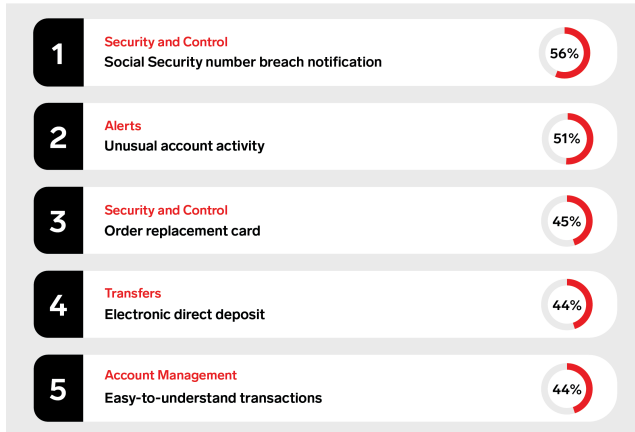 1
Security and Control
Social Security number breach notification
56%
2
Alerts
Unusual account activity
51%
3
Security and Control
Order replacement card
45%
4
Transfers
Electronic direct deposit
44%
5
Account Management
Easy-to-understand transactions
44%